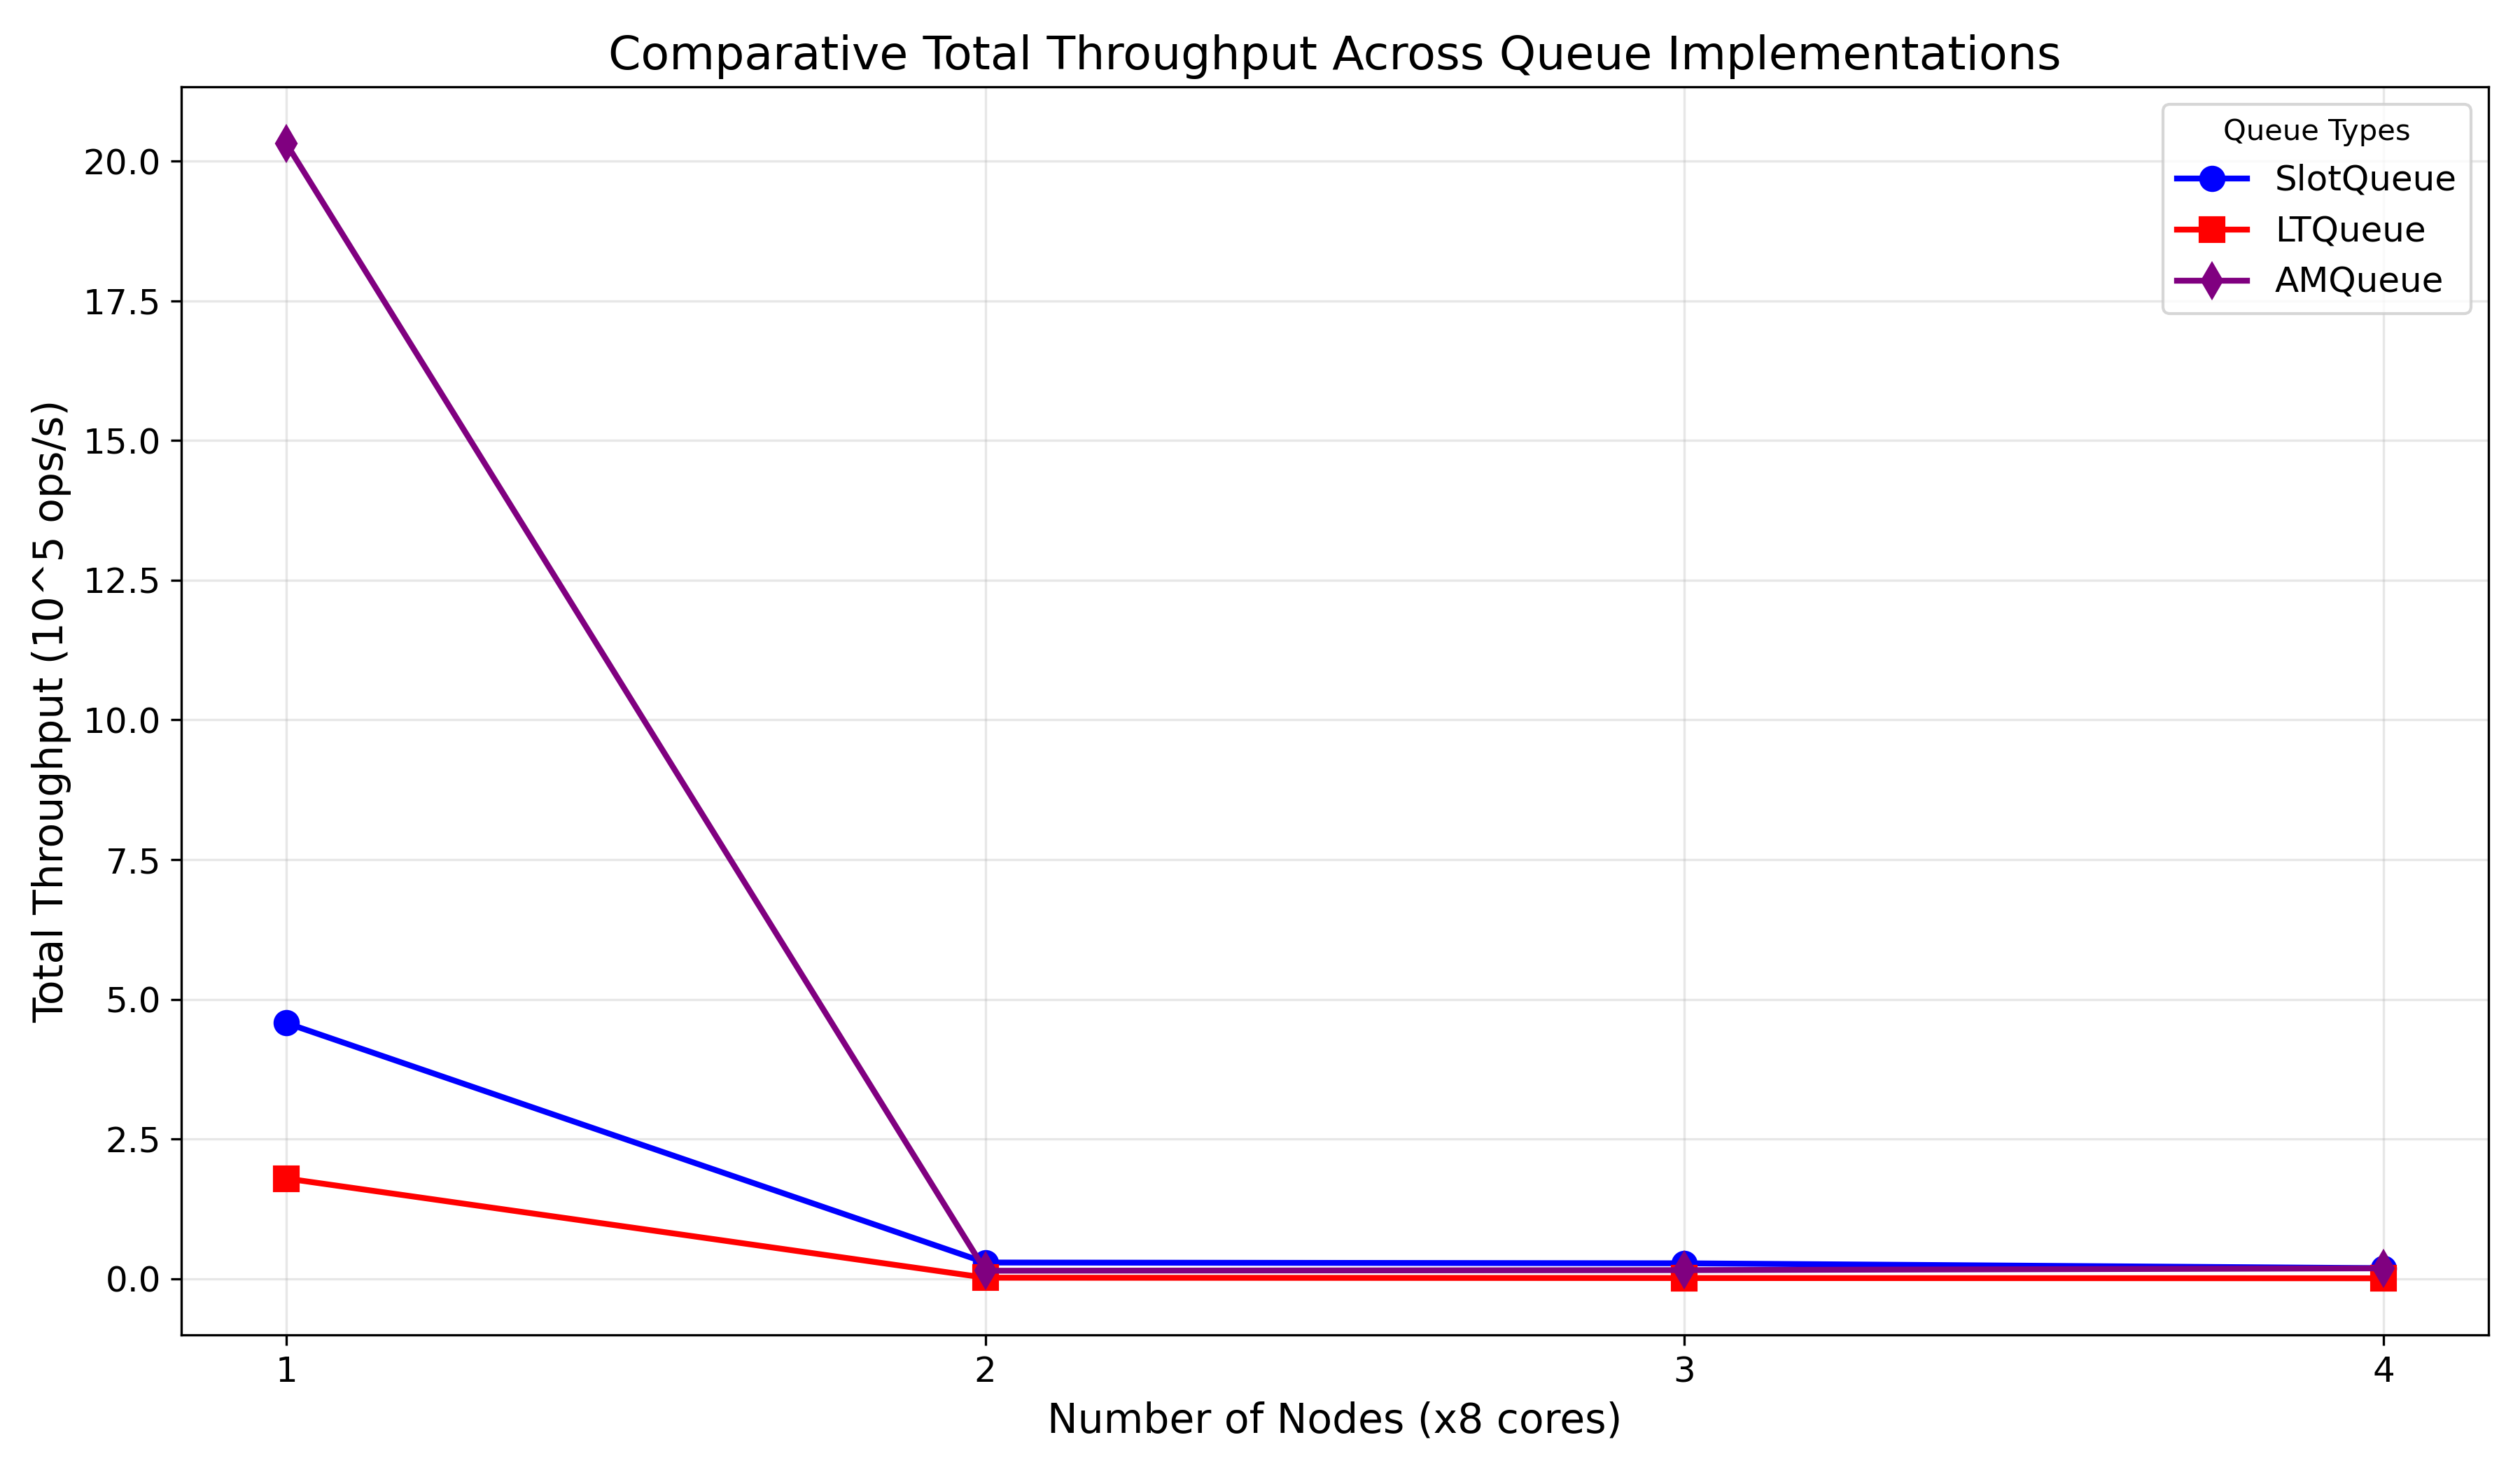 Comparative Total Throughput Across Queue Implementations
Total Throughput (10^5 ops/s)
20.0
17.5
15.0
12.5
10.0
7.5
5.0
2.5
0.0
Queue Types
SlotQueue
LTQueue
AMQueue
1
2
3
4
Number of Nodes (x8 cores)